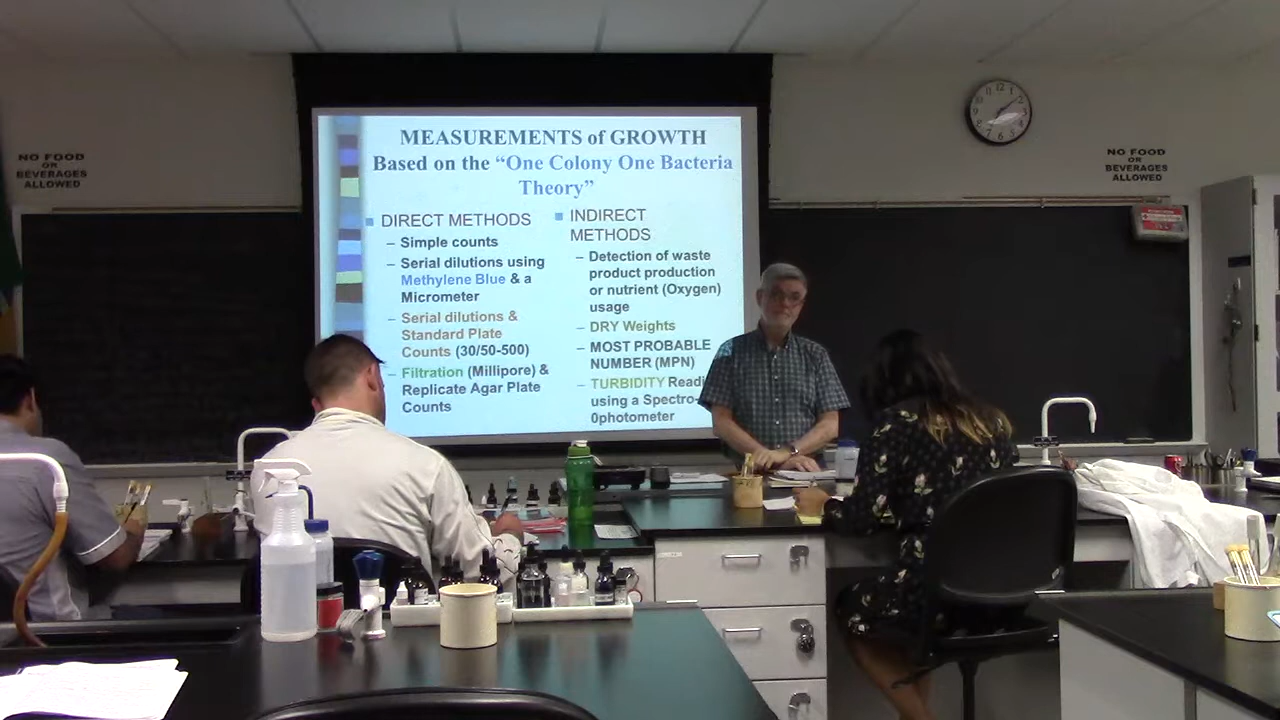 NO FOOD
OR
BEVERAGES
ALLOWED
MEASUREMENTS of GROWTH
Based on the “One Colony One Bacteria
Theory”
DIRECT METHODS
– Simple counts
– Serial dilutions using
Methylene Blue & a
Micrometer
– Serial dilutions &
Standard Plate
Counts (30/50-500)
– Filtration (Millipore) &
Replicate Agar Plate
Counts
INDIRECT
METHODS
– Detection of waste
product production
or nutrient (Oxygen)
usage
– DRY Weights
– MOST PROBABLE
NUMBER (MPN)
– TURBIDITY Readi
using a Spectro-
0photometer
NO FOOD
OR
BEVERAGES
ALLOWED